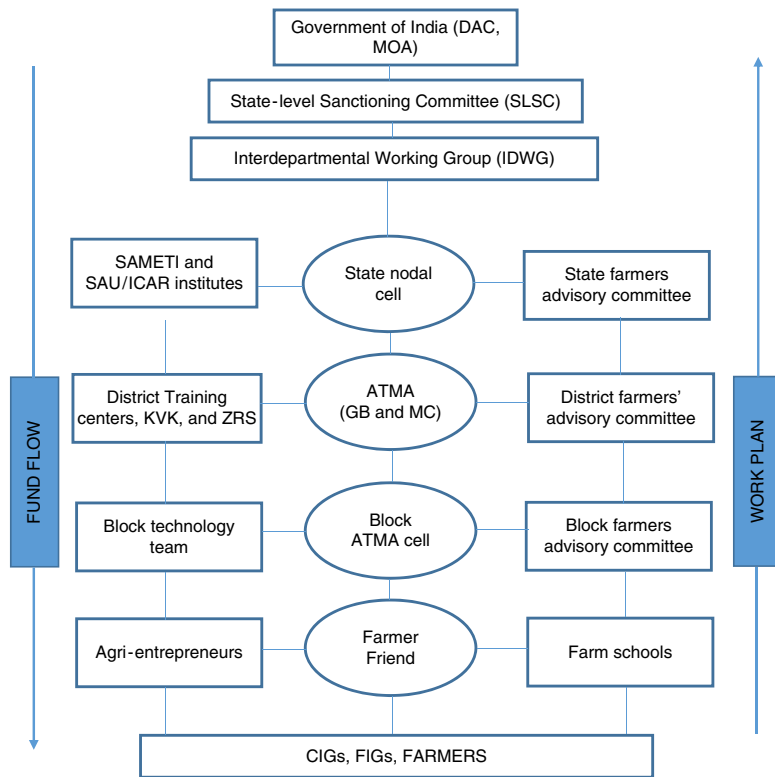 Government of India (DAC,
MOA)
State-level Sanctioning Committee (SLSC)
Interdepartmental Working Group (IDWG)
SAMETI and
SAU/ICAR institutes
State nodal
cell
State farmers
advisory committee
District Training
centers, KVK, and ZRS
ATMA
(GB and MC)
District farmers'
advisory committee
FUND FLOW
WORK PLAN
Block technology
team
Block
ATMA cell
Block farmers
advisory committee
Agri-entrepreneurs
Farmer
Friend
Farm schools
CIGs, FIGs, FARMERS